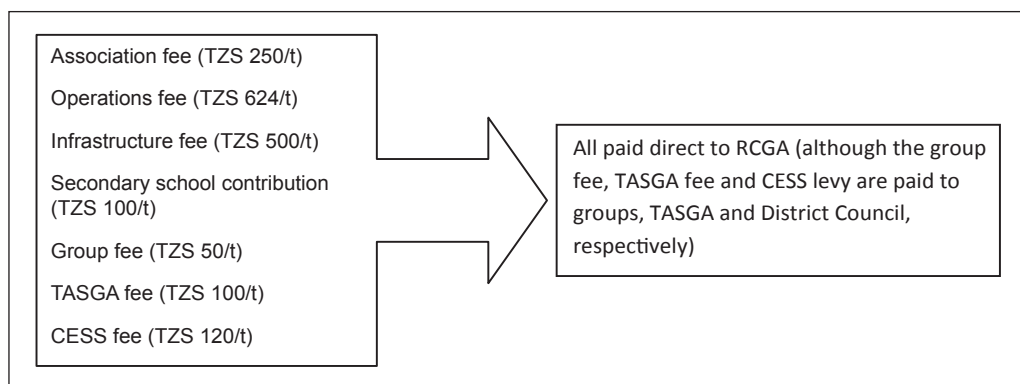 Association fee (TZS 250/t)
Operations fee (TZS 624/t)
Infrastructure fee (TZS 500/t)
Secondary school contribution
(TZS 100/t)
Group fee (TZS 50/t)
TASGA fee (TZS 100/t)
CESS fee (TZS 120/t)
All paid direct to RCGA (although the group
fee, TASGA fee and CESS levy are paid to
groups, TASGA and District Council,
respectively)